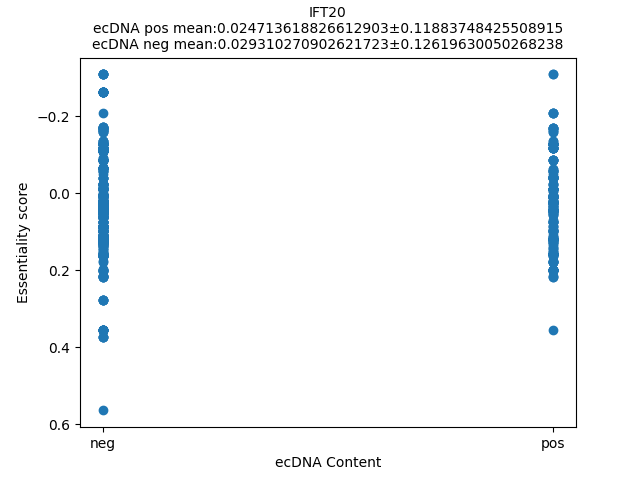 IFT20
ecDNA pos mean:0.024713618826612903±0.11883748425508915
ecDNA neg mean:0.029310270902621723±0.12619630050268238
−0.2
0.0
0.2
0.4
0.6
Essentiality score
neg
pos
ecDNA Content